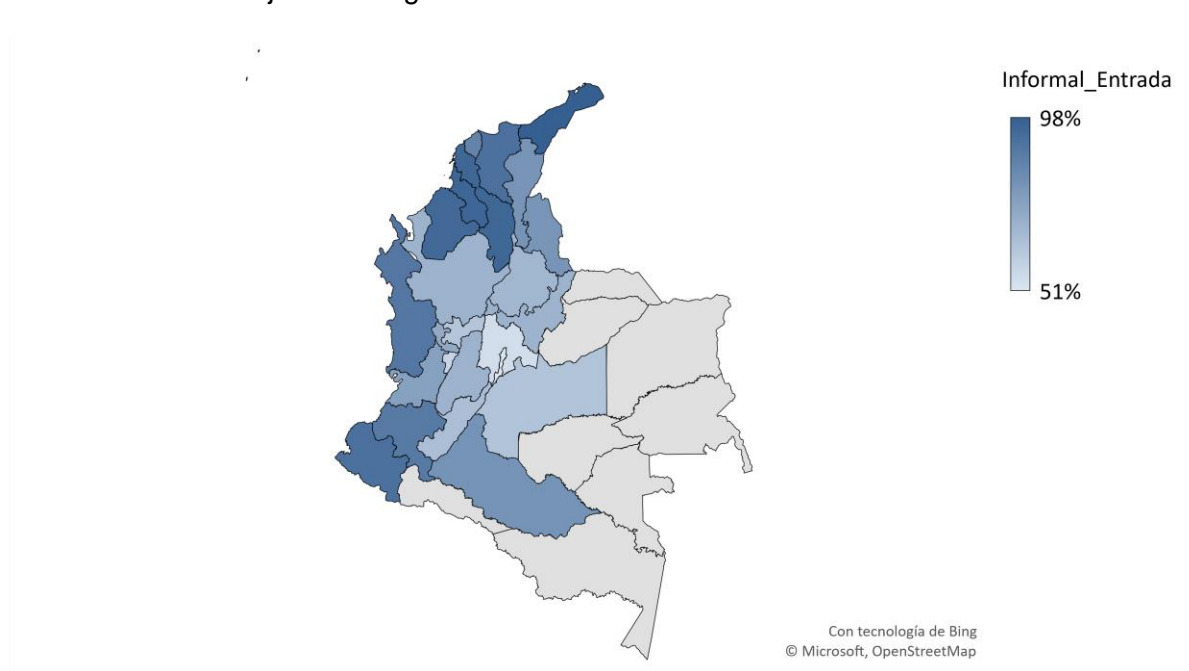 Informal_Entrada
98%
51%
Con tecnología de Bing
© Microsoft, OpenStreetMap